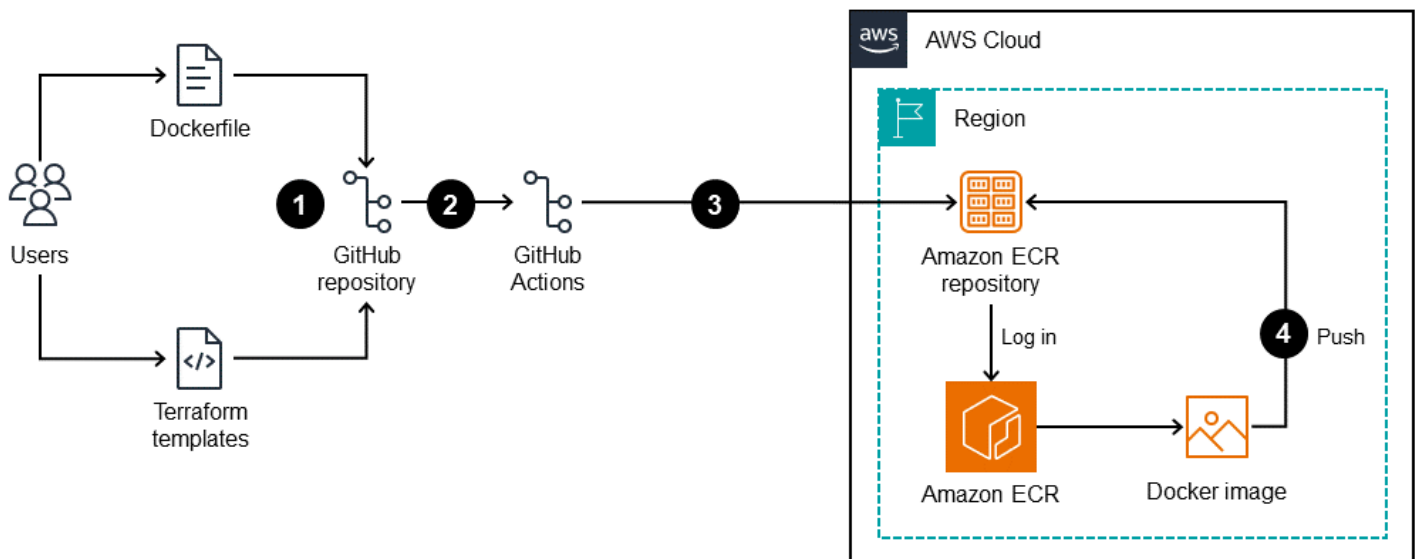 aws
AWS Cloud
Region
Dockerfile
Users
1
GitHub
repository
2
GitHub
Actions
3
Amazon ECR
repository
Log in
4
Push
</>
Terraform
templates
Amazon ECR
Docker image